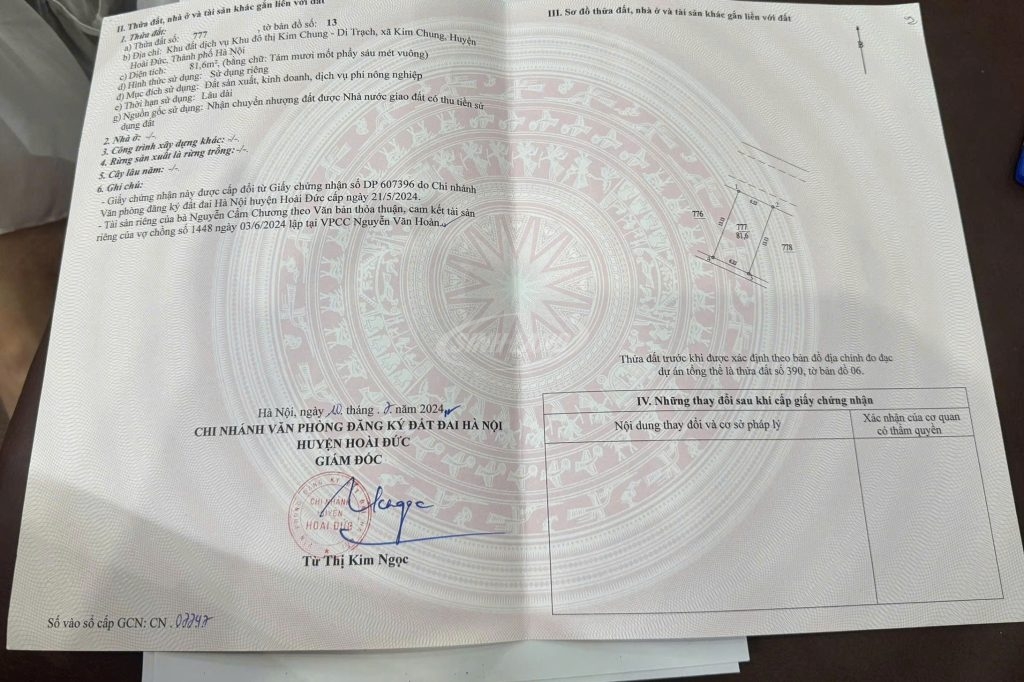 II. Thửa đất, nhà ở và tài sản khác gắn liền với đất
1. Thửa đất:
a) Thửa đất số: 777 , tờ bản đồ số: 13
b) Địa chỉ: Khu đất dịch vụ Khu đô thị Kim Chung - Di Trạch, xã Kim Chung, Huyện
Hoài Đức, Thành phố Hà Nội
c) Diện tích: 81,6m², (bằng chữ: Tám mươi mốt phẩy sáu mét vuông)
d) Hình thức sử dụng: Sử dụng riêng
đ) Mục đích sử dụng: Đất sản xuất, kinh doanh, dịch vụ phi nông nghiệp
e) Thời hạn sử dụng: Lâu dài
g) Nguồn gốc sử dụng: Nhận chuyển nhượng đất được Nhà nước giao đất có thu tiền sử
dụng đất
2. Nhà ở: -/-.
3. Công trình xây dựng khác: -/-.
4. Rừng sản xuất là rừng trồng: -/-.
5. Cây lâu năm: -/-.
6. Ghi chú:
- Giấy chứng nhận này được cấp đổi từ Giấy chứng nhận số DP 607396 do Chi nhánh
Văn phòng đăng ký đất đai Hà Nội huyện Hoài Đức cấp ngày 21/5/2024.
- Tài sản riêng của bà Nguyễn Cẩm Chương theo Văn bản thỏa thuận, cam kết tài sản
riêng của vợ chồng số 1448 ngày 03/6/2024 lập tại VPCC Nguyễn Văn Hoàn.
Hà Nội, ngày 10 tháng . 7 năm 2024
CHI NHÁNH VĂN PHÒNG ĐĂNG KÝ ĐẤT ĐAI HÀ NỘI
HUYỆN HOÀI ĐỨC
GIÁM ĐỐC
CHI NHÁNH
HUYỆN
HOÀI ĐỨC
Từ Thị Kim Ngọc
Số vào sổ cấp GCN: CN .
III. Sơ đồ thửa đất, nhà ở và tài sản khác gắn liền với đất
B
776
777
81,6
778
Thửa đất trước khi được xác định theo bản đồ địa chính đo đạc
dự án tổng thể là thửa đất số 390, tờ bản đồ 06.
IV. Những thay đổi sau khi cấp giấy chứng nhận
Nội dung thay đổi và cơ sở pháp lý
Xác nhận của cơ quan
có thẩm quyền